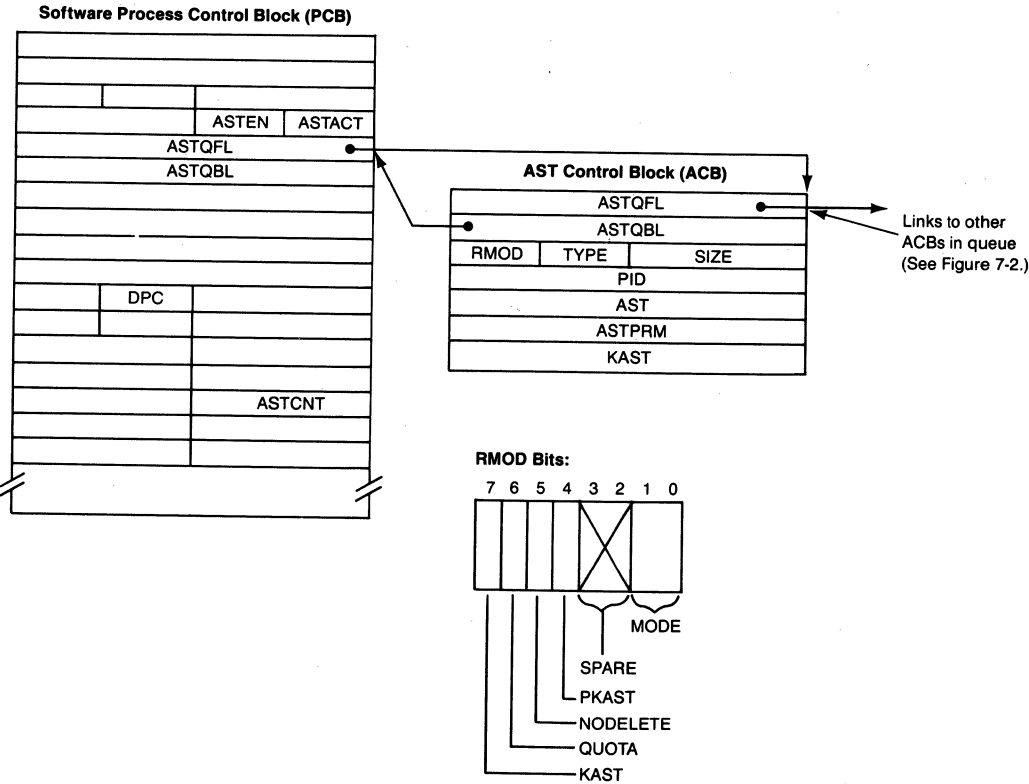 Software Process Control Block (PCB)
ASTEN ASTACT
ASTQFL
ASTQBL
DPC
ASTCNT
AST Control Block (ACB)
ASTQFL
ASTQBL
RMOD TYPE SIZE
PID
AST
ASTPRM
KAST
Links to other
ACBs in queue
(See Figure 7-2.)
RMOD Bits:
7 6 5 4 3 2 1 0
MODE
SPARE
PKAST
NODELETE
QUOTA
KAST